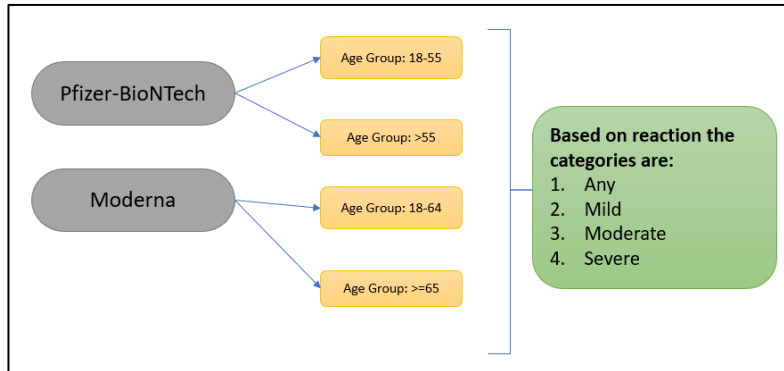 Pfizer-BioNTech
Age Group: 18-55
Age Group: >55
Moderna
Age Group: 18-64
Age Group: >=65
Based on reaction the
categories are:
1. Any
2. Mild
3. Moderate
4. Severe